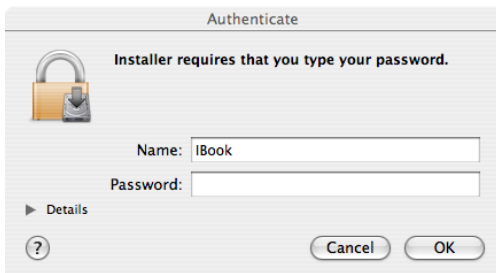 Authenticate
Installer requires that you type your password.
Name: IBook
Password:
Details
? Cancel OK